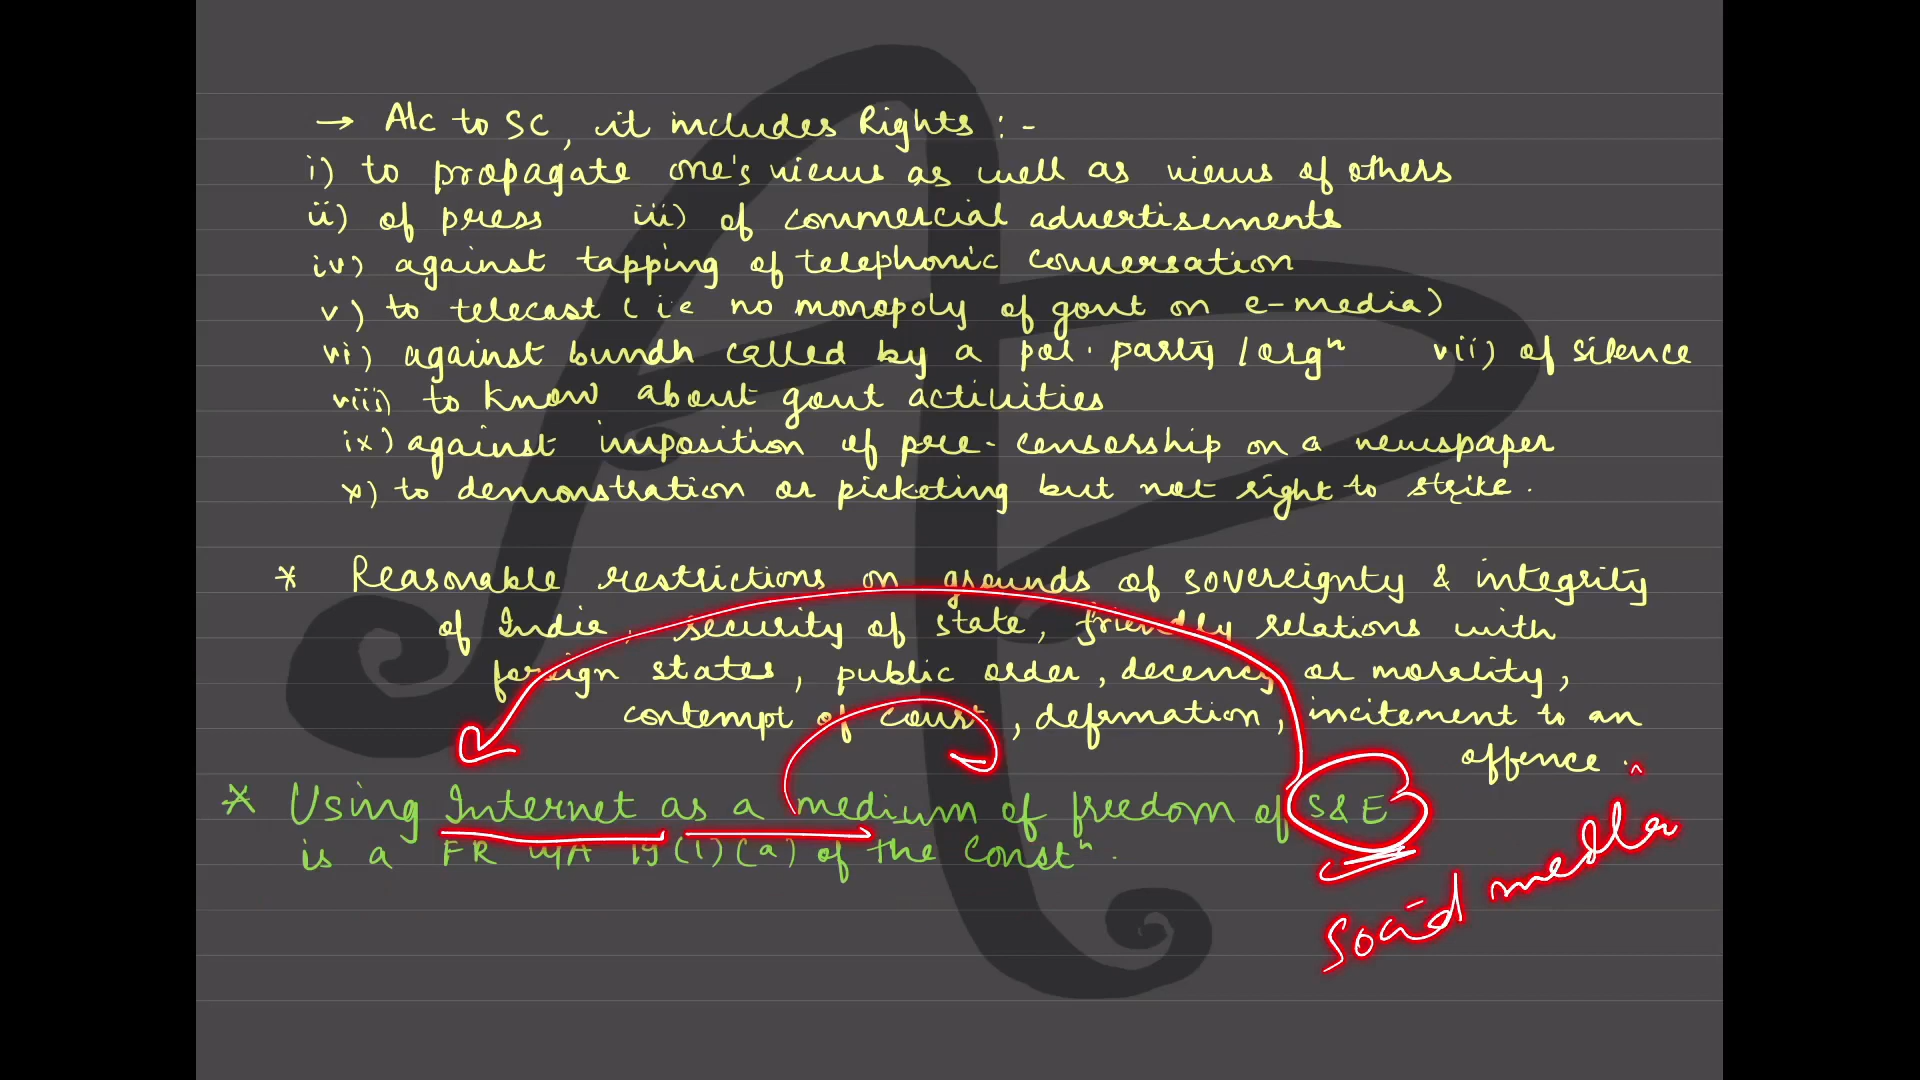 → A/c to SC, it includes Rights :-
i) to propagate one's views as well as views of others
ii) of press iii) of commercial advertisements
iv) against tapping of telephonic conversation
v) to telecast (ie no monopoly of govt on e-media)
vi) against bundh called by a pol. party / orgⁿ vii) of silence
viii) to know about govt activities
ix) against imposition of pre-censorship on a newspaper
x) to demonstration or picketing but not right to strike.
* Reasonable restrictions on grounds of sovereignty & integrity
of India, security of state, friendly relations with
foreign states, public order, decency or morality,
contempt of court, defamation, incitement to an
offence.
* Using Internet as a medium of freedom of S&E
is a FR u/A 19(1)(a) of the Constⁿ.
social media